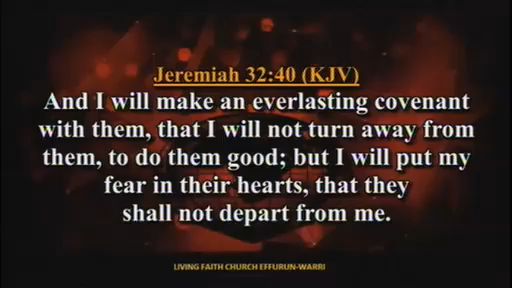 Jeremiah 32:40 (KJV)
And I will make an everlasting covenant
with them, that I will not turn away from
them, to do them good; but I will put my
fear in their hearts, that they
shall not depart from me.
LIVING FAITH CHURCH EFFURUN-WARRI